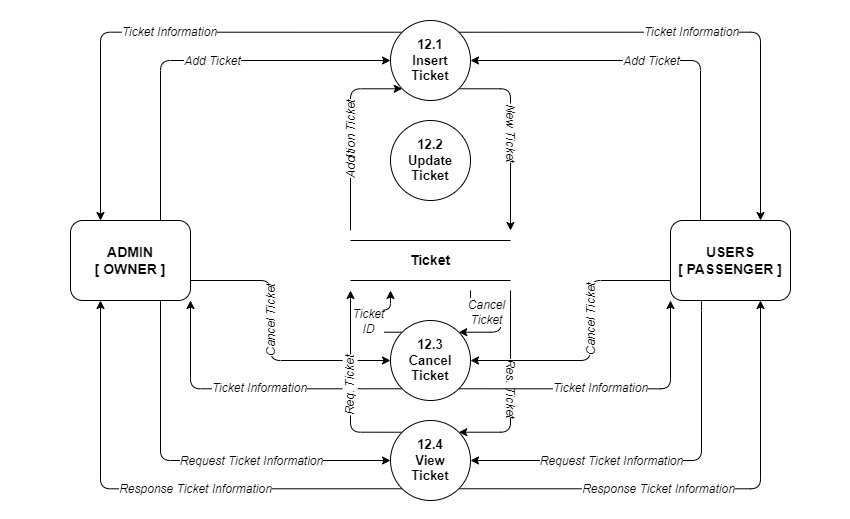 Ticket Information
Ticket Information
12.1
Insert
Ticket
Add Ticket
Add Ticket
Addition Ticket
New Ticket
12.2
Update
Ticket
ADMIN
[ OWNER ]
Ticket
USERS
[ PASSENGER ]
Cancel Ticket
Ticket
ID
Cancel
Ticket
Cancel Ticket
12.3
Cancel
Ticket
Req. Ticket
Res. Ticket
Ticket Information
Ticket Information
12.4
View
Ticket
Request Ticket Information
Request Ticket Information
Response Ticket Information
Response Ticket Information